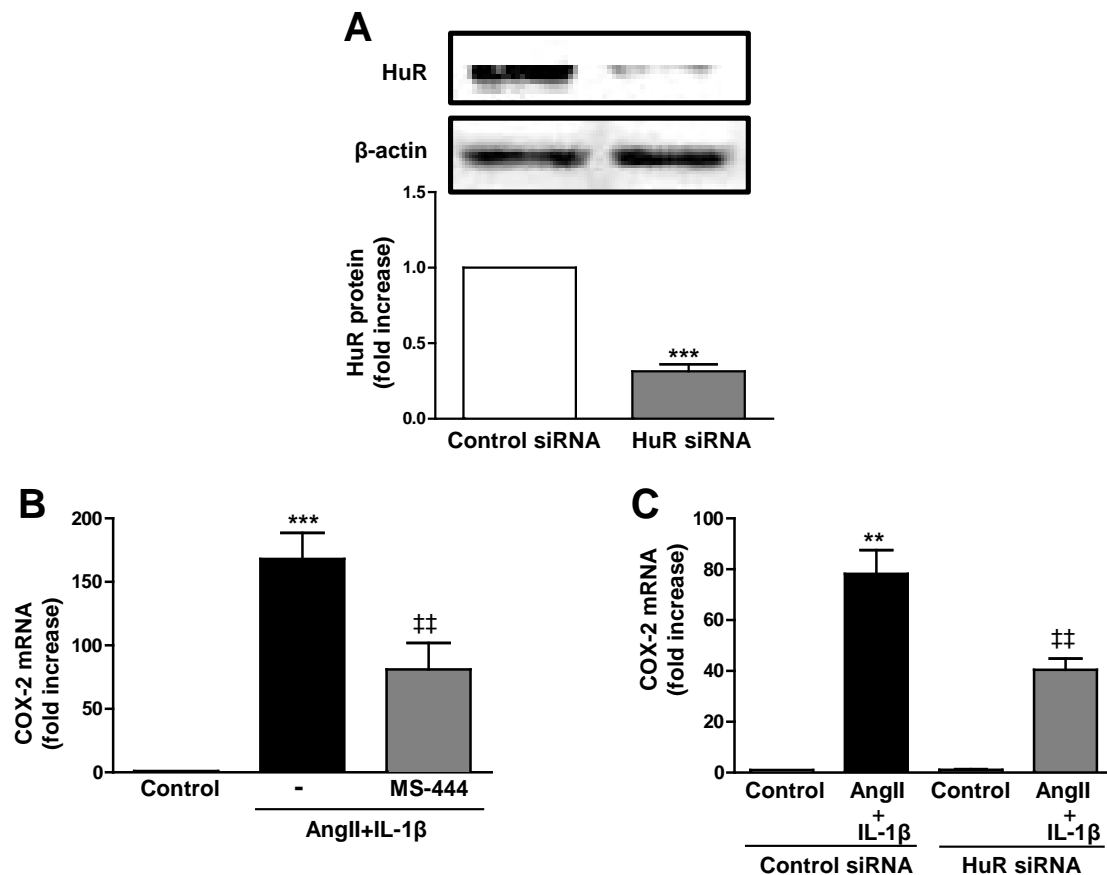 A
HuR
β-actin
HuR protein
(fold increase)
1.5
1.0
0.5
0.0
***
Control siRNA HuR siRNA
B
COX-2 mRNA
(fold increase)
200
150
100
50
0
***
‡‡
Control - MS-444
AngII+IL-1β
C
COX-2 mRNA
(fold increase)
100
80
60
40
20
0
**
‡‡
Control AngII Control AngII
+ +
IL-1β IL-1β
Control siRNA HuR siRNA